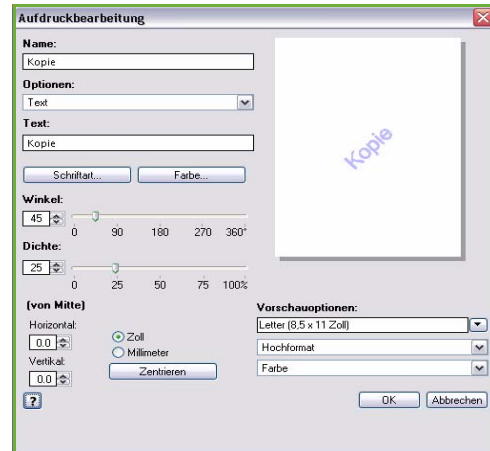 Aufdruckbearbeitung
Name:
Kopie
Optionen:
Text
Text:
Kopie
Schriftart...
Farbe...
Winkel:
45
0 90 180 270 360°
Dichte:
25
0 25 50 75 100%
(von Mitte)
Horizontal:
0.0
Vertikal:
0.0
Zoll
Millimeter
Zentrieren
?
Kopie
Vorschauoptionen:
Letter (8,5 x 11 Zoll)
Hochformat
Farbe
OK
Abbrechen